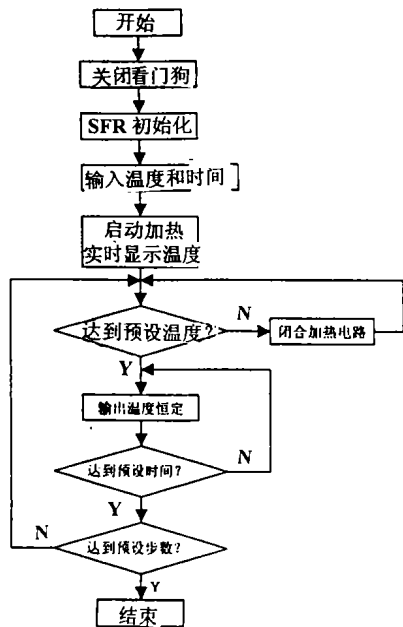 开始
关闭看门狗
SFR 初始化
输入温度和时间
启动加热
实时显示温度
达到预设温度?
N
闭合加热电路
Y
输出温度恒定
达到预设时间?
N
Y
N
达到预设步数?
Y
结束